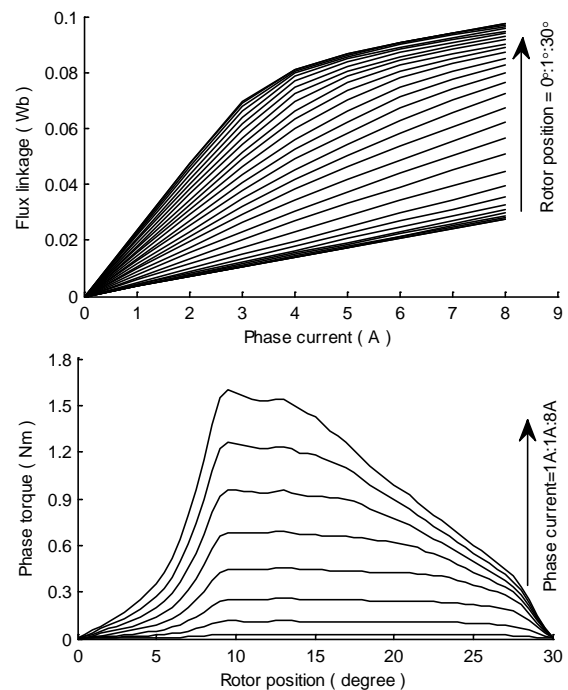 0.1
0.08
0.06
0.04
0.02
0
Flux linkage ( Wb )
0 1 2 3 4 5 6 7 8 9
Phase current ( A )
Rotor position = 0°:1°:30°
1.8
1.5
1.2
0.9
0.6
0.3
0
Phase torque ( Nm )
0 5 10 15 20 25 30
Rotor position ( degree )
Phase current=1A:1A:8A